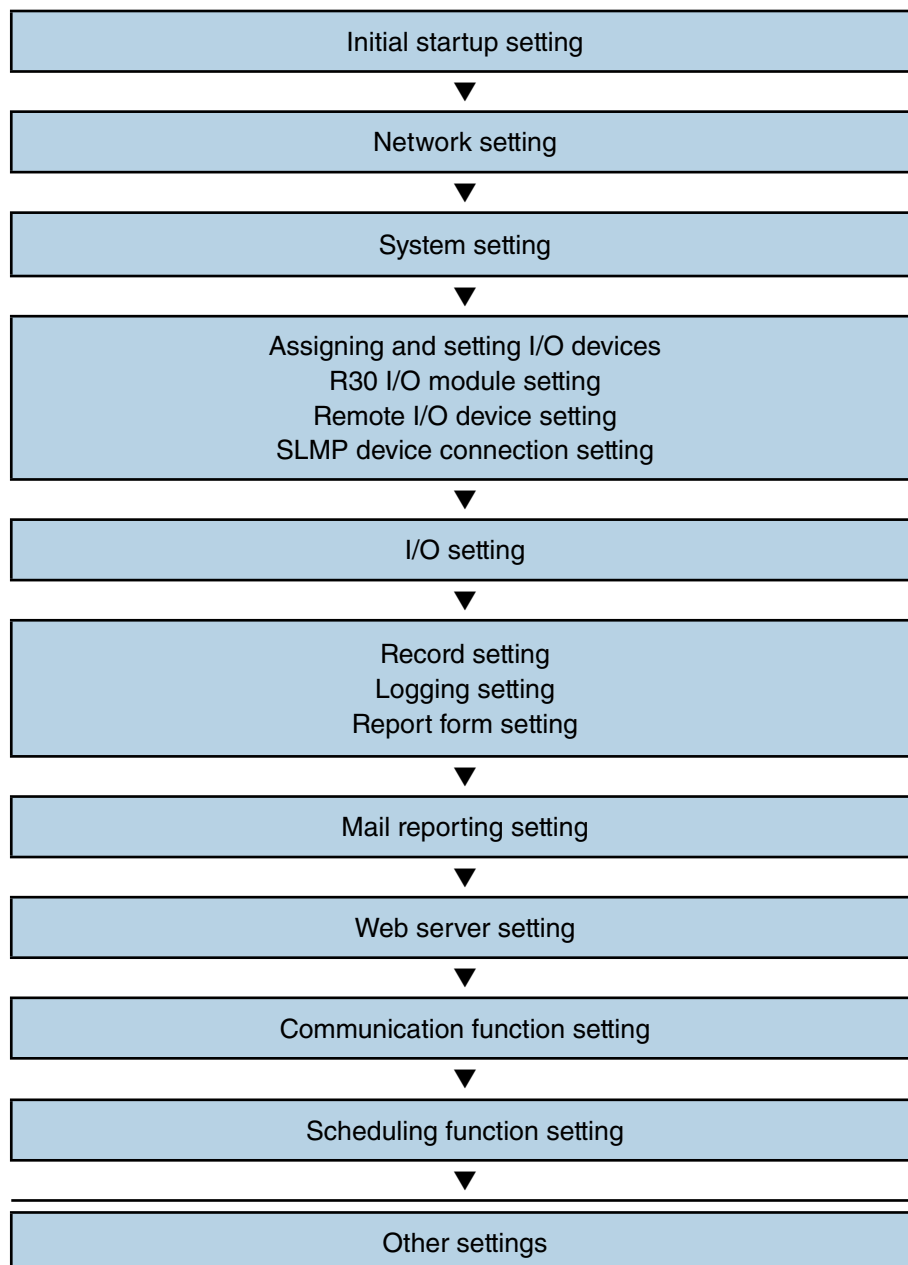 Initial startup setting
Network setting
System setting
Assigning and setting I/O devices
R30 I/O module setting
Remote I/O device setting
SLMP device connection setting
I/O setting
Record setting
Logging setting
Report form setting
Mail reporting setting
Web server setting
Communication function setting
Scheduling function setting
Other settings